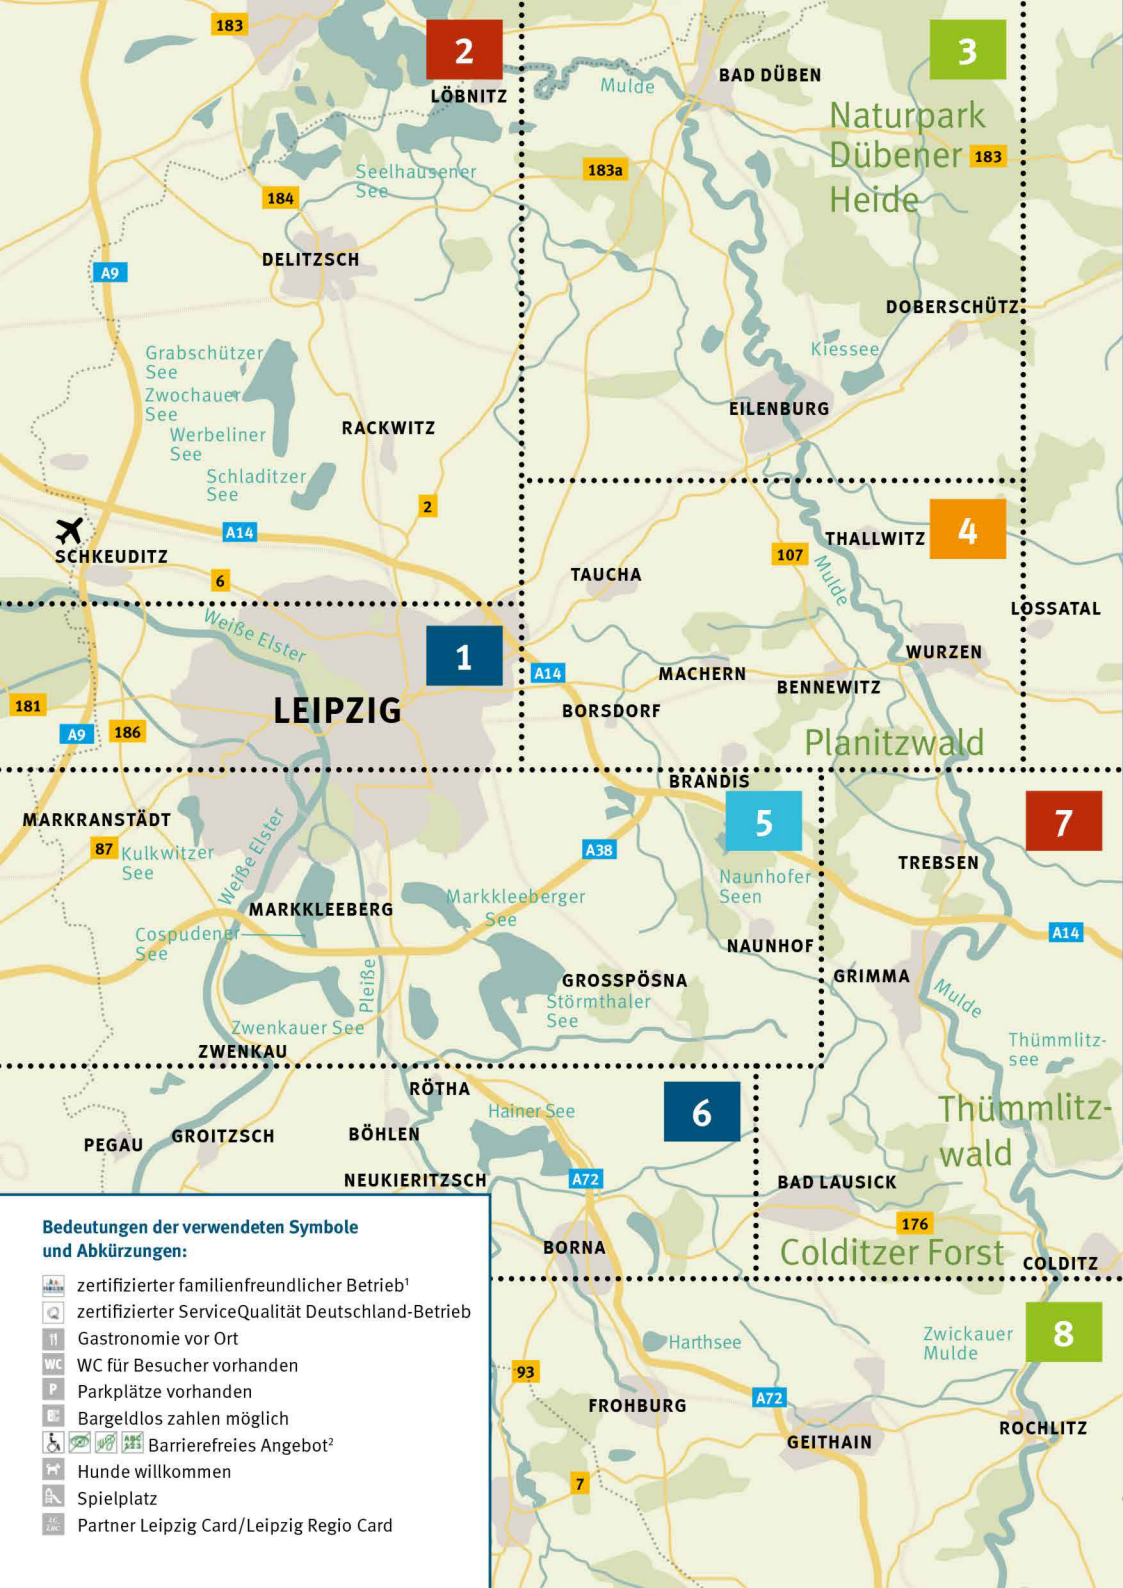 183
2
LÖBNITZ
Mulde
BAD DÜBEN
3
Naturpark
Dübener
Heide
183
183a
Seelhausener
See
184
DELITZSCH
A9
DOBERSCHÜTZ
Kiessee
Grabschützer
See
Zwochauer
See
Werbeliner
See
Schladitzer
See
RACKWITZ
EILENBURG
2
A14
SCHKEUDITZ
6
4
THALLWITZ
107
Mulde
TAUCHA
LOSSATAL
Weiße Elster
1
A14
MACHERN
WURZEN
BENNEWITZ
181
A9
186
LEIPZIG
BORSDORF
Planitzwald
BRANDIS
5
7
MARKRANSTÄDT
87
Kulkwitzer
See
Weiße Elster
A38
TREBSEN
Naunhofer
Seen
Markkleeberger
See
MARKKLEEBERG
Cospudener
See
NAUNHOF
A14
GRIMMA
GROSSPÖSNA
Störmthaler
See
Pleiße
Mulde
Zwenkauer See
ZWENKAU
Thümmlitz-
see
RÖTHA
Hainer See
6
Thümmlitz-
wald
PEGAU
GROITZSCH
BÖHLEN
NEUKIERITZSCH
A72
BAD LAUSICK
176
Colditzer Forst
COLDITZ
BORNA
8
Harthsee
Zwickauer
Mulde
93
FROHBURG
A72
GEITHAIN
ROCHLITZ
7
Bedeutungen der verwendeten Symbole
und Abkürzungen:
zertifizierter familienfreundlicher Betrieb¹
zertifizierter ServiceQualität Deutschland-Betrieb
Gastronomie vor Ort
WC WC für Besucher vorhanden
P Parkplätze vorhanden
Bargeldlos zahlen möglich
ABC
123
Barrierefreies Angebot²
Hunde willkommen
Spielplatz
Partner Leipzig Card/Leipzig Regio Card